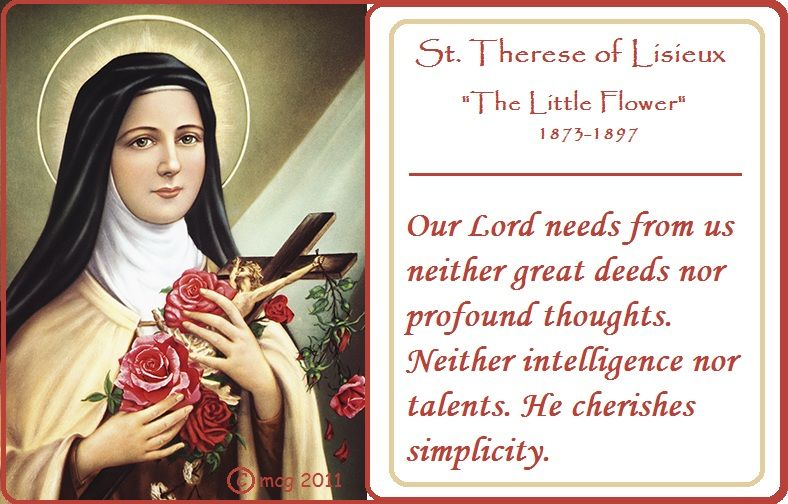 St. Therese of Lisieux
"The Little Flower"
1873-1897
Our Lord needs from us
neither great deeds nor
profound thoughts.
Neither intelligence nor
talents. He cherishes
simplicity.
© mcg 2011